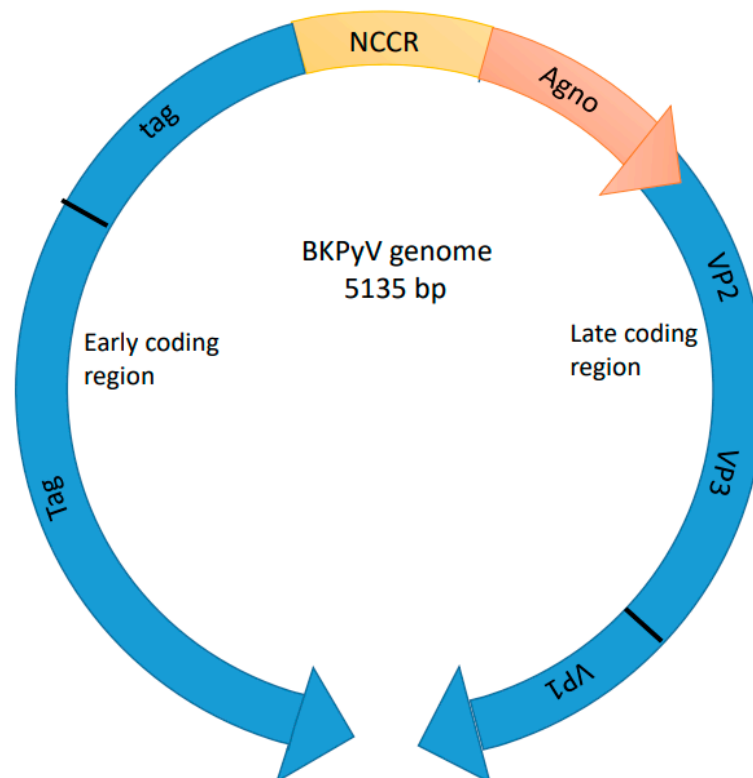 NCCR
Agno
tag
BKPyV genome
5135 bp
VP2
Early coding
region
Late coding
region
Tag
VP3
VP1